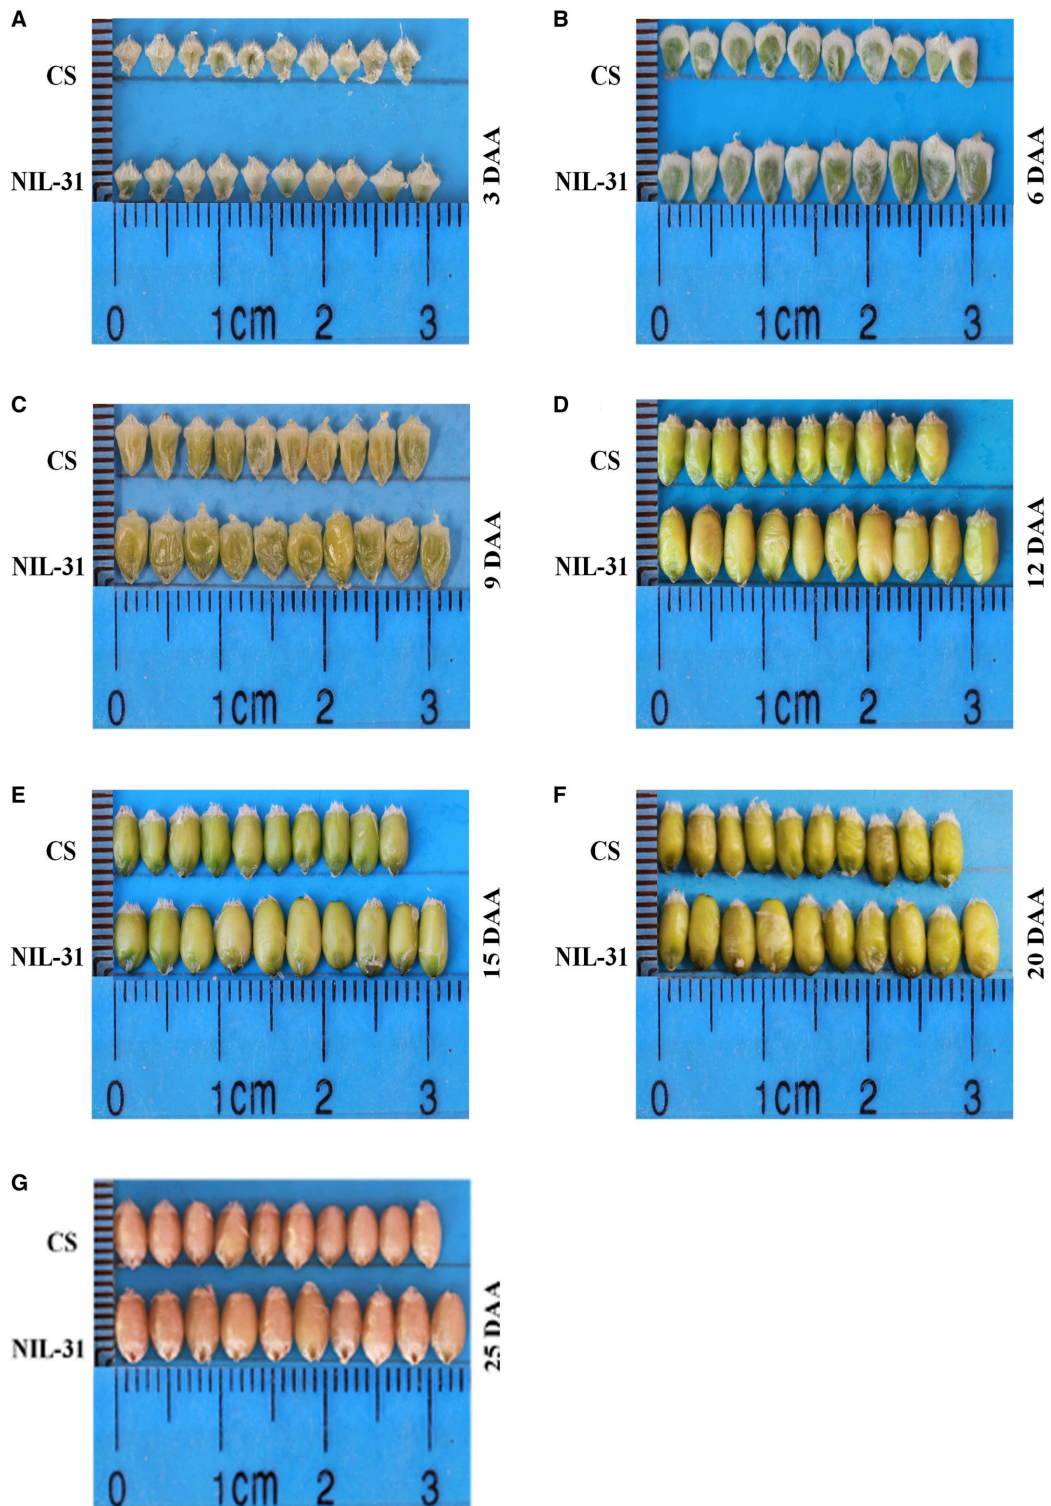 A
CS
NIL-31
3 DAA
0 1cm 2 3
B
CS
NIL-31
6 DAA
0 1cm 2 3
C
CS
NIL-31
9 DAA
0 1cm 2 3
D
CS
NIL-31
12 DAA
0 1cm 2 3
E
CS
NIL-31
15 DAA
0 1cm 2 3
F
CS
NIL-31
20 DAA
0 1cm 2 3
G
CS
NIL-31
25 DAA
0 1cm 2 3